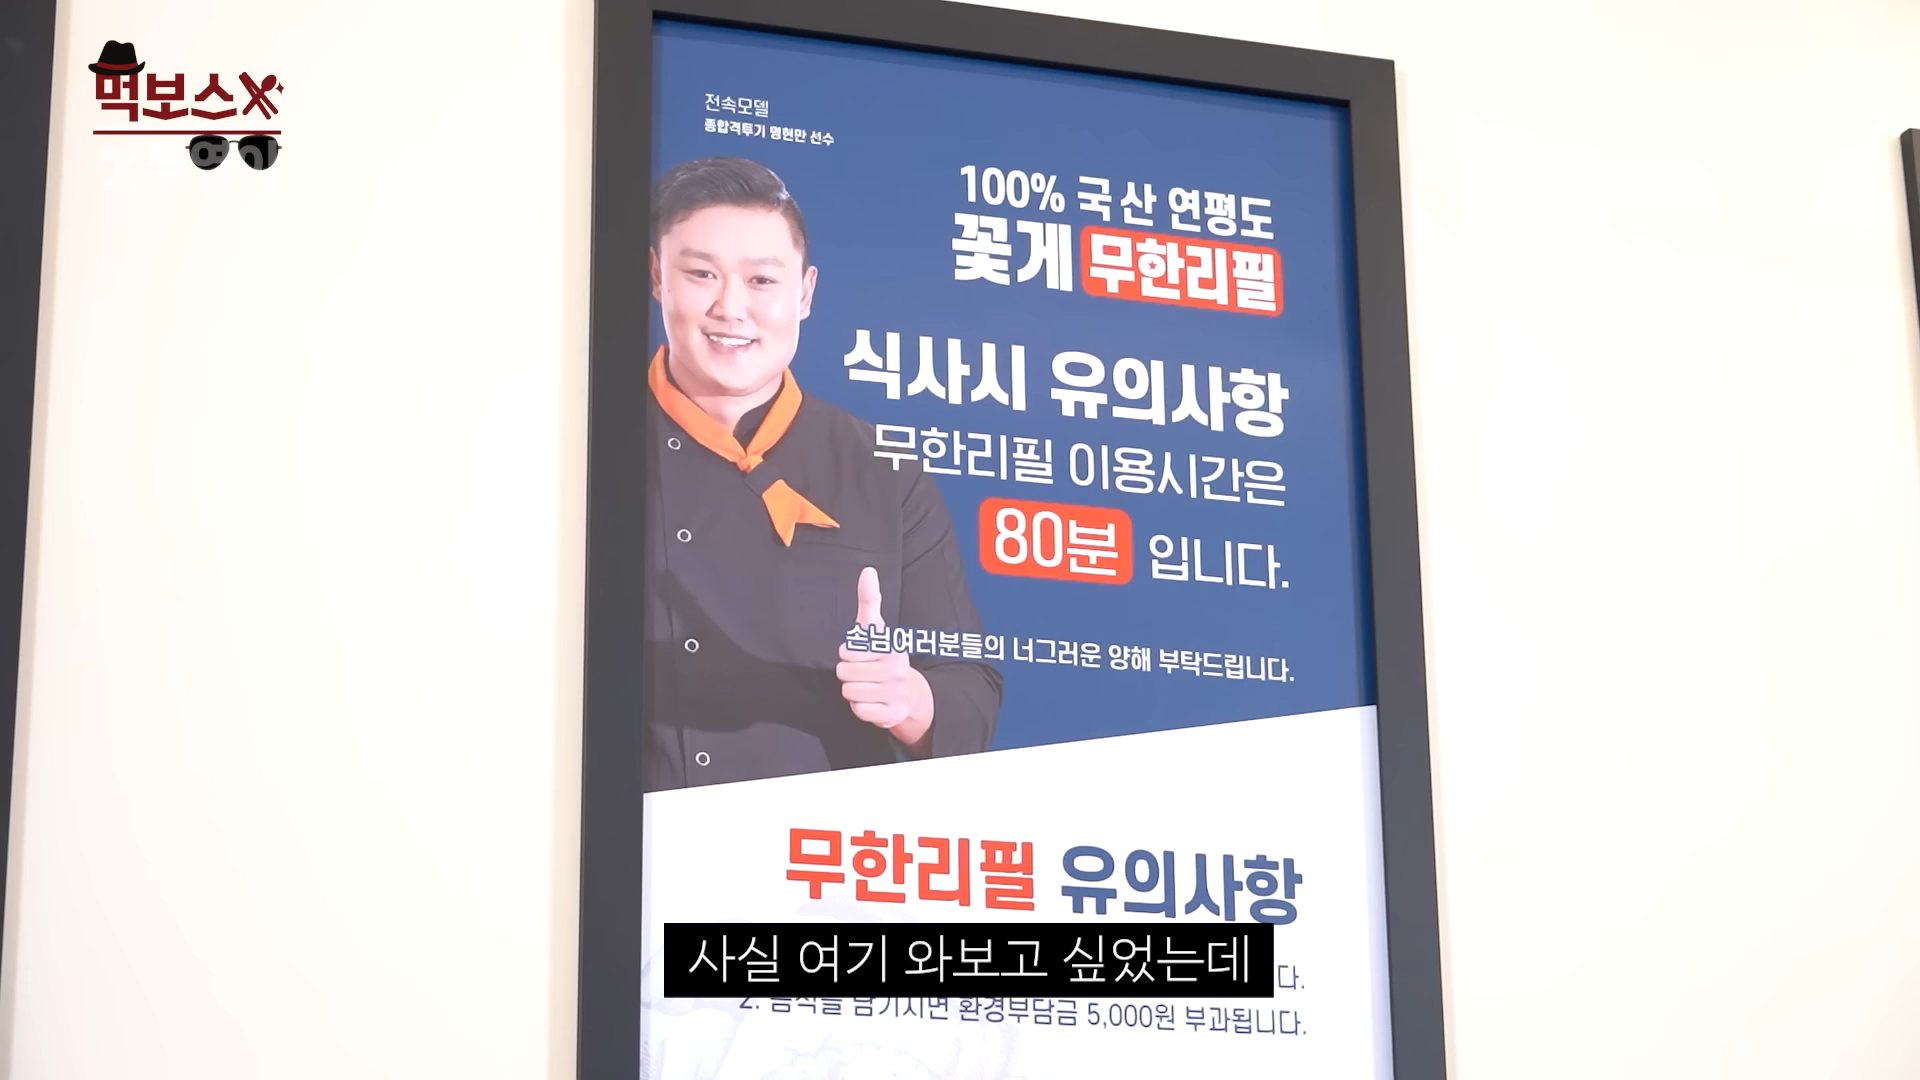 먹보스
전속모델
종합격투기 명현만 선수
100% 국산 연평도
꽃게 무한리필
식사시 유의사항
무한리필 이용시간은
80분 입니다.
손님여러분들의 너그러운 양해 부탁드립니다.
무한리필 유의사항
다.
2. 음식을 남기시면 환경부담금 5,000원 부과됩니다.
사실 여기 와보고 싶었는데